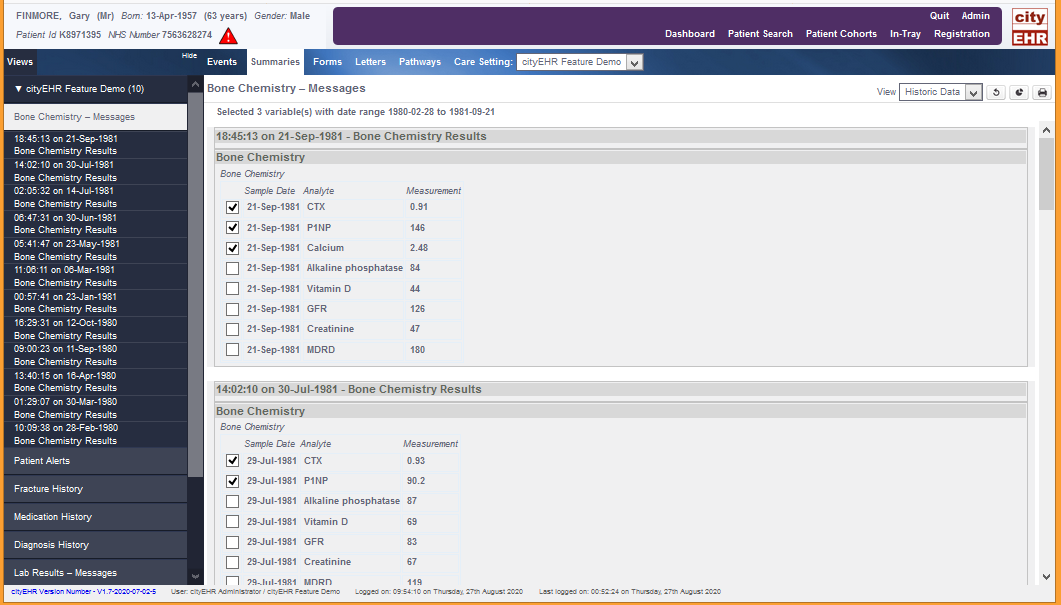 FINMORE, Gary (Mr) Born: 13-Apr-1957 (63 years) Gender: Male
Patient Id K8971395 NHS Number 7563628274
Quit Admin
Dashboard Patient Search Patient Cohorts In-Tray Registration
city
EHR
Views Hide Events Summaries Forms Letters Pathways Care Setting: cityEHR Feature Demo
▼ cityEHR Feature Demo (10)
Bone Chemistry – Messages
18:45:13 on 21-Sep-1981
Bone Chemistry Results
14:02:10 on 30-Jul-1981
Bone Chemistry Results
02:05:32 on 14-Jul-1981
Bone Chemistry Results
06:47:31 on 30-Jun-1981
Bone Chemistry Results
05:41:47 on 23-May-1981
Bone Chemistry Results
11:06:11 on 06-Mar-1981
Bone Chemistry Results
00:57:41 on 23-Jan-1981
Bone Chemistry Results
16:29:31 on 12-Oct-1980
Bone Chemistry Results
09:00:23 on 11-Sep-1980
Bone Chemistry Results
13:40:15 on 16-Apr-1980
Bone Chemistry Results
01:29:07 on 30-Mar-1980
Bone Chemistry Results
10:09:38 on 28-Feb-1980
Bone Chemistry Results
Patient Alerts
Fracture History
Medication History
Diagnosis History
Lab Results – Messages
Bone Chemistry – Messages
View Historic Data
Selected 3 variable(s) with date range 1980-02-28 to 1981-09-21
18:45:13 on 21-Sep-1981 - Bone Chemistry Results
Bone Chemistry
Bone Chemistry
Sample Date Analyte Measurement
21-Sep-1981 CTX 0.91
21-Sep-1981 P1NP 146
21-Sep-1981 Calcium 2.48
21-Sep-1981 Alkaline phosphatase 84
21-Sep-1981 Vitamin D 44
21-Sep-1981 GFR 126
21-Sep-1981 Creatinine 47
21-Sep-1981 MDRD 180
14:02:10 on 30-Jul-1981 - Bone Chemistry Results
Bone Chemistry
Bone Chemistry
Sample Date Analyte Measurement
29-Jul-1981 CTX 0.93
29-Jul-1981 P1NP 90.2
29-Jul-1981 Alkaline phosphatase 87
29-Jul-1981 Vitamin D 69
29-Jul-1981 GFR 83
29-Jul-1981 Creatinine 67
29-Jul-1981 MDRD 119
cityEHR Version Number - V1.7-2020-07-02-5 User: cityEHR Administrator / cityEHR Feature Demo Logged on: 09:54:10 on Thursday, 27th August 2020 Last logged on: 00:52:24 on Thursday, 27th August 2020